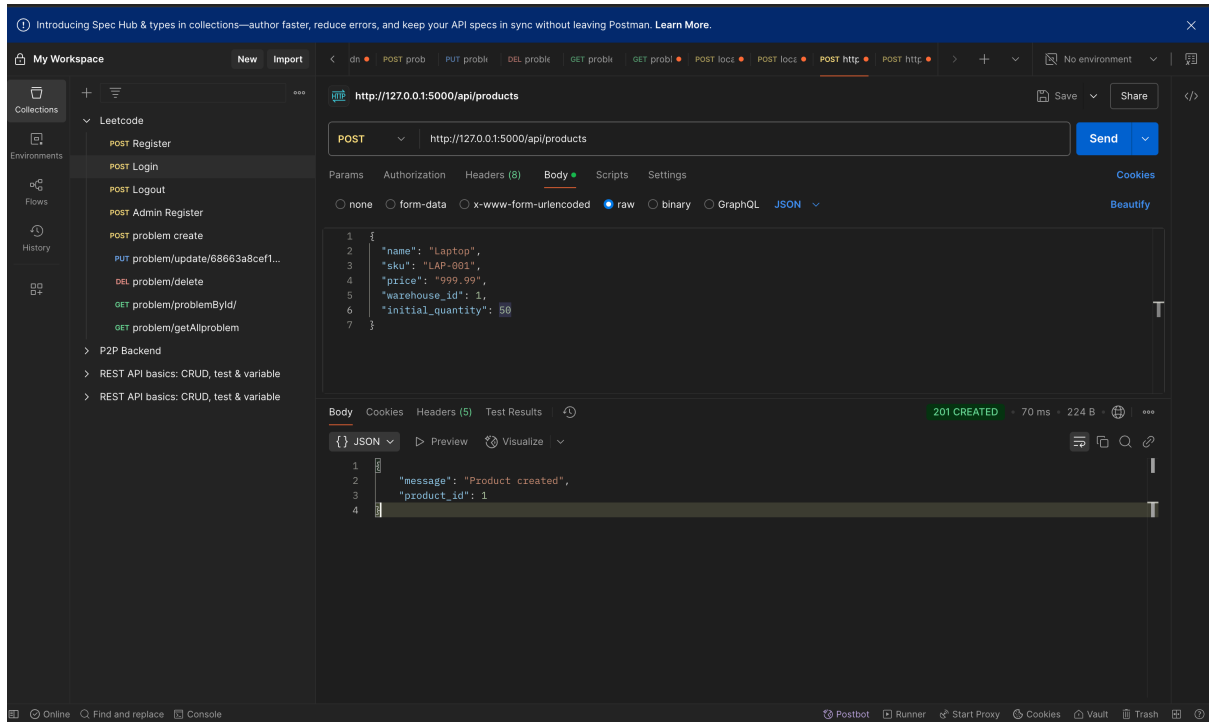 Introducing Spec Hub & types in collections—author faster, reduce errors, and keep your API specs in sync without leaving Postman. Learn More.
My Workspace
New Import
dn POST prob PUT proble DEL proble GET proble GET probl POST loca POST loca POST http POST http No environment
Collections
Environments
Flows
History
Leetcode
POST Register
POST Login
POST Logout
POST Admin Register
POST problem create
PUT problem/update/68663a8cef1...
DEL problem/delete
GET problem/problemById/
GET problem/getAllproblem
P2P Backend
REST API basics: CRUD, test & variable
REST API basics: CRUD, test & variable
HTTP http://127.0.0.1:5000/api/products
Save Share
POST http://127.0.0.1:5000/api/products Send
Params Authorization Headers (8) Body Scripts Settings Cookies
none form-data x-www-form-urlencoded raw binary GraphQL JSON Beautify
1 {
2 "name": "Laptop",
3 "sku": "LAP-001",
4 "price": "999.99",
5 "warehouse_id": 1,
6 "initial_quantity": 50
7 }
Body Cookies Headers (5) Test Results 201 CREATED 70 ms 224 B
{} JSON Preview Visualize
1 {
2 "message": "Product created",
3 "product_id": 1
4 }
Online Find and replace Console Postbot Runner Start Proxy Cookies Vault Trash